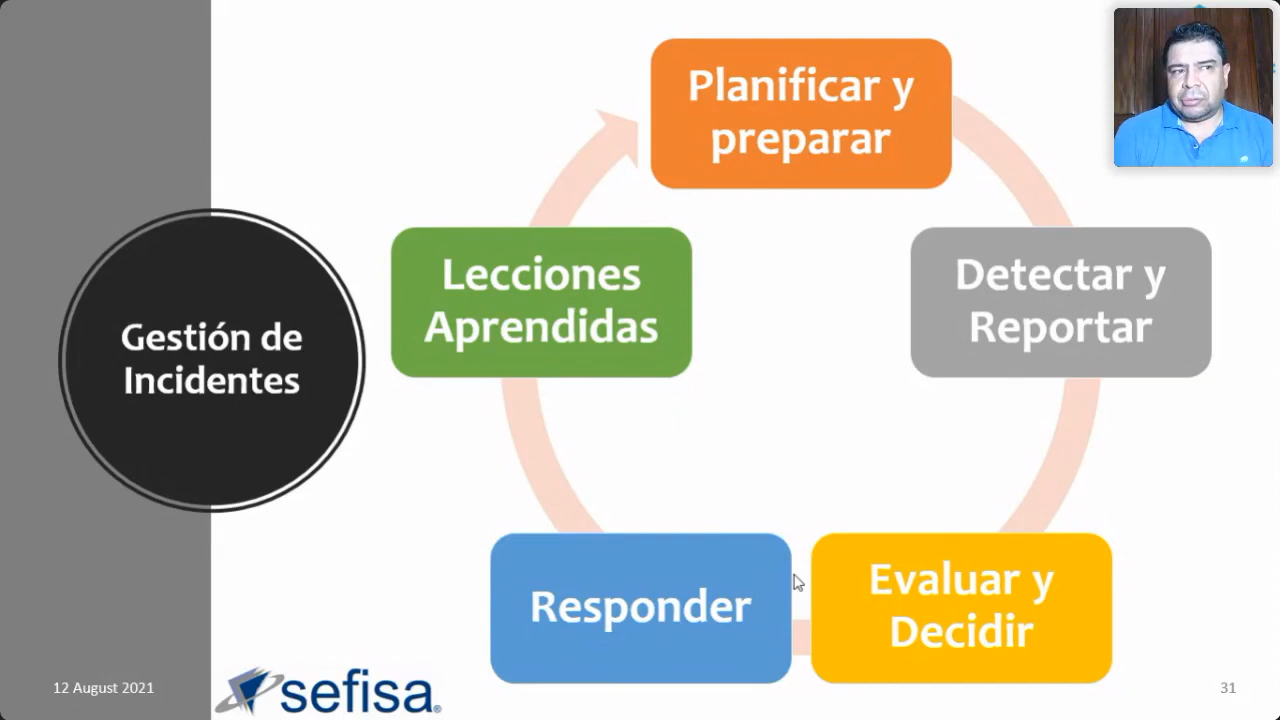 Planificar y
preparar
Detectar y
Reportar
Evaluar y
Decidir
Responder
Lecciones
Aprendidas
Gestión de
Incidentes
12 August 2021
sefisa®
31